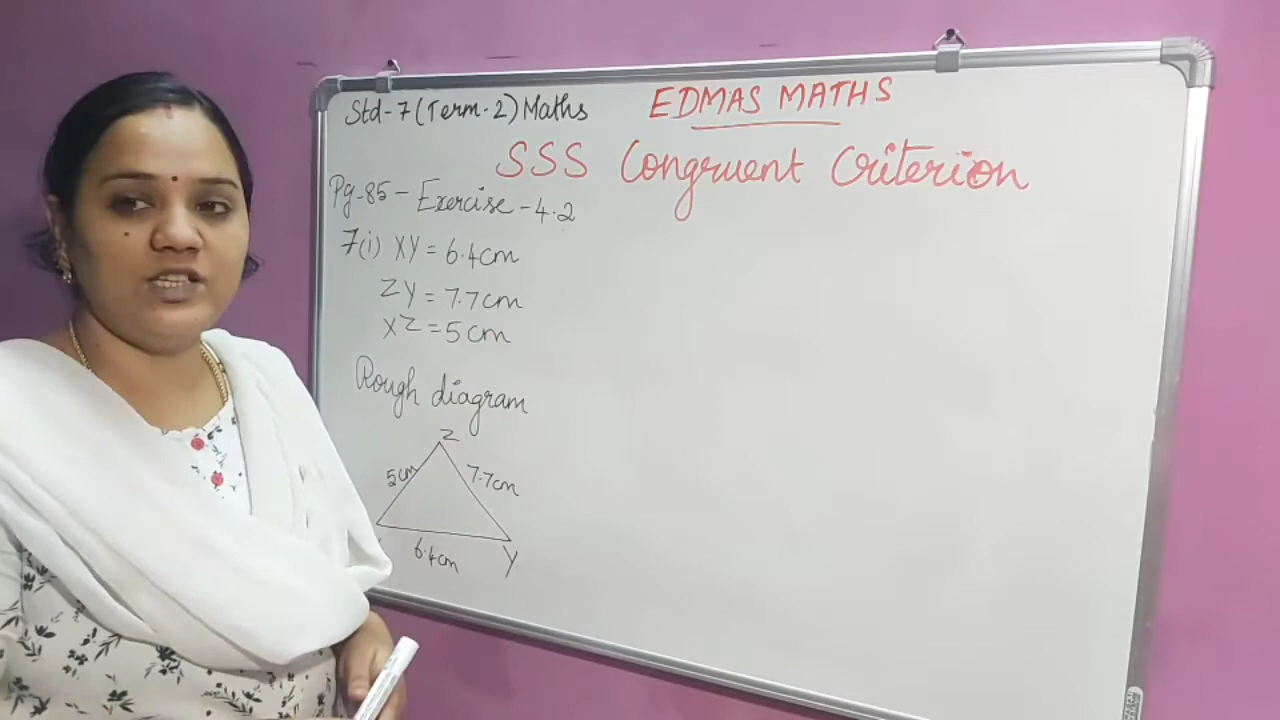 Std-7 (Term-2) Maths
EDMAS MATHS
SSS Congruent Criterion
Pg-85 - Exercise - 4.2
7(i) XY = 6.4cm
ZY = 7.7cm
XZ = 5cm
Rough diagram
Z
5cm
7.7cm
6.4cm
Y